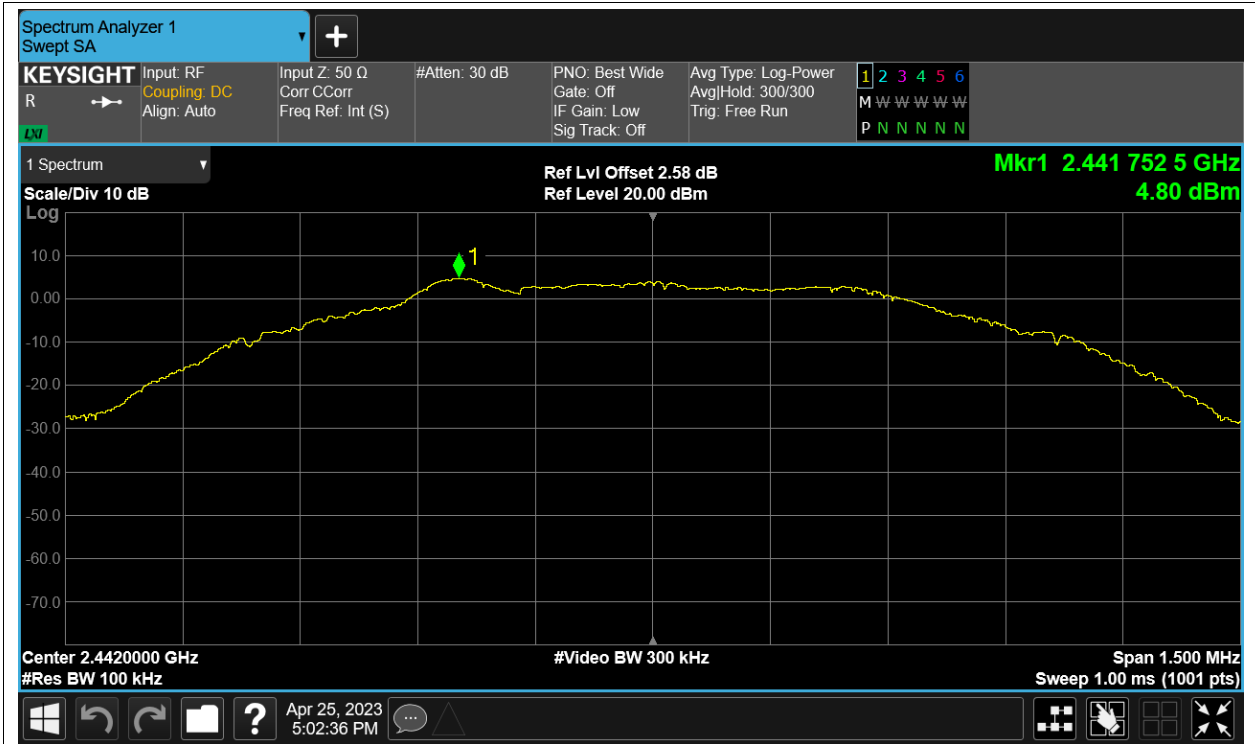 Spectrum Analyzer 1
Swept SA
KEYSIGHT
R
LXI
Input: RF
Coupling: DC
Align: Auto
Input Z: 50 Ω
Corr CCorr
Freq Ref: Int (S)
#Atten: 30 dB
PNO: Best Wide
Gate: Off
IF Gain: Low
Sig Track: Off
Avg Type: Log-Power
Avg|Hold: 300/300
Trig: Free Run
1 2 3 4 5 6
M W W W W W
P N N N N N
1 Spectrum
Scale/Div 10 dB
Log
Ref Lvl Offset 2.58 dB
Ref Level 20.00 dBm
Mkr1 2.441 752 5 GHz
4.80 dBm
1
10.0
0.00
-10.0
-20.0
-30.0
-40.0
-50.0
-60.0
-70.0
Center 2.4420000 GHz
#Video BW 300 kHz
Span 1.500 MHz
#Res BW 100 kHz
Sweep 1.00 ms (1001 pts)
?
Apr 25, 2023
5:02:36 PM